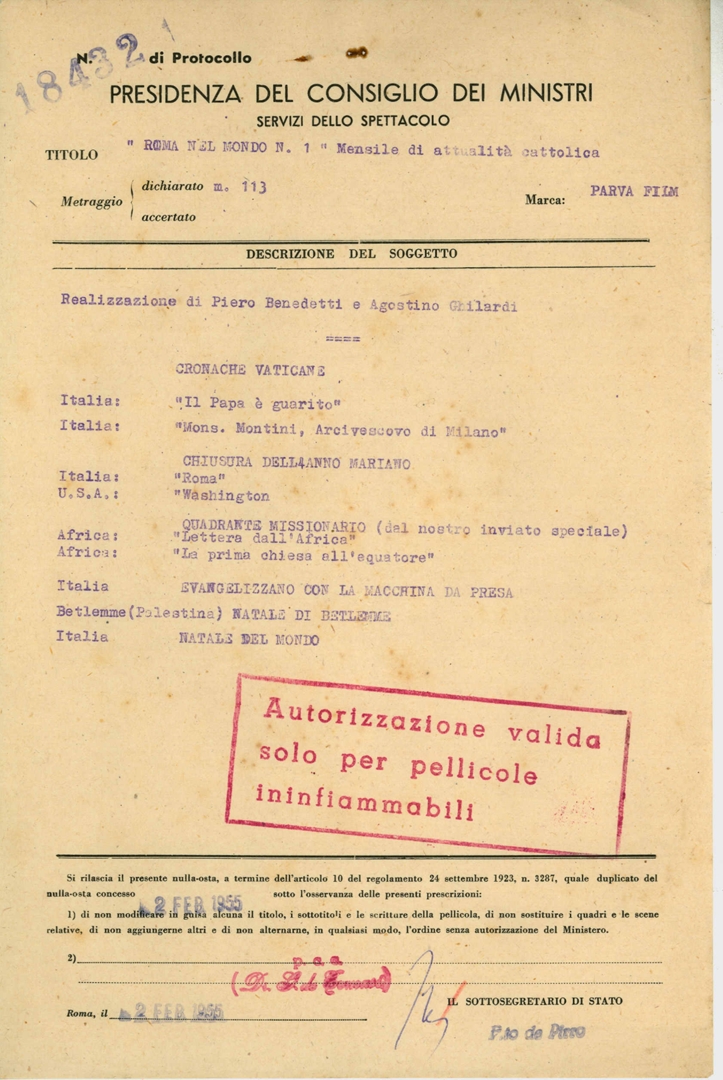 18432
N. di Protocollo
PRESIDENZA DEL CONSIGLIO DEI MINISTRI
SERVIZI DELLO SPETTACOLO
TITOLO " ROMA NEL MONDO N. 1 " Mensile di attualità cattolica
Metraggio dichiarato m. 113
accertato
Marca: PARVA FILM
DESCRIZIONE DEL SOGGETTO
Realizzazione di Piero Benedetti e Agostino Ghilardi
====
CRONACHE VATICANE
Italia: "Il Papa è guarito"
Italia: "Mons. Montini, Arcivescovo di Milano"
CHIUSURA DELL4ANNO MARIANO
Italia: "Roma"
U.S.A.: "Washington
QUADRANTE MISSIONARIO (dal nostro inviato speciale)
Africa: "Lettera dall'Africa"
Africa: "La prima chiesa all'equatore"
Italia EVANGELIZZANO CON LA MACCHINA DA PRESA
Betlemme(Palestina) NATALE DI BETLEMME
Italia NATALE DEL MONDO
Autorizzazione valida
solo per pellicole
ininfiammabili
Si rilascia il presente nulla-osta, a termine dell'articolo 10 del regolamento 24 settembre 1923, n. 3287, quale duplicato del
nulla-osta concesso 2 FEB 1955 sotto l'osservanza delle presenti prescrizioni:
1) di non modificare in guisa alcuna il titolo, i sottotitoli e le scritture della pellicola, di non sostituire i quadri e le scene
relative, di non aggiungerne altri e di non alternarne, in qualsiasi modo, l'ordine senza autorizzazione del Ministero.
2)
p.a.a.
(Dr. G. de Tomasi)
IL SOTTOSEGRETARIO DI STATO
Roma, il 2 FEB 1955
F.to de Pirro